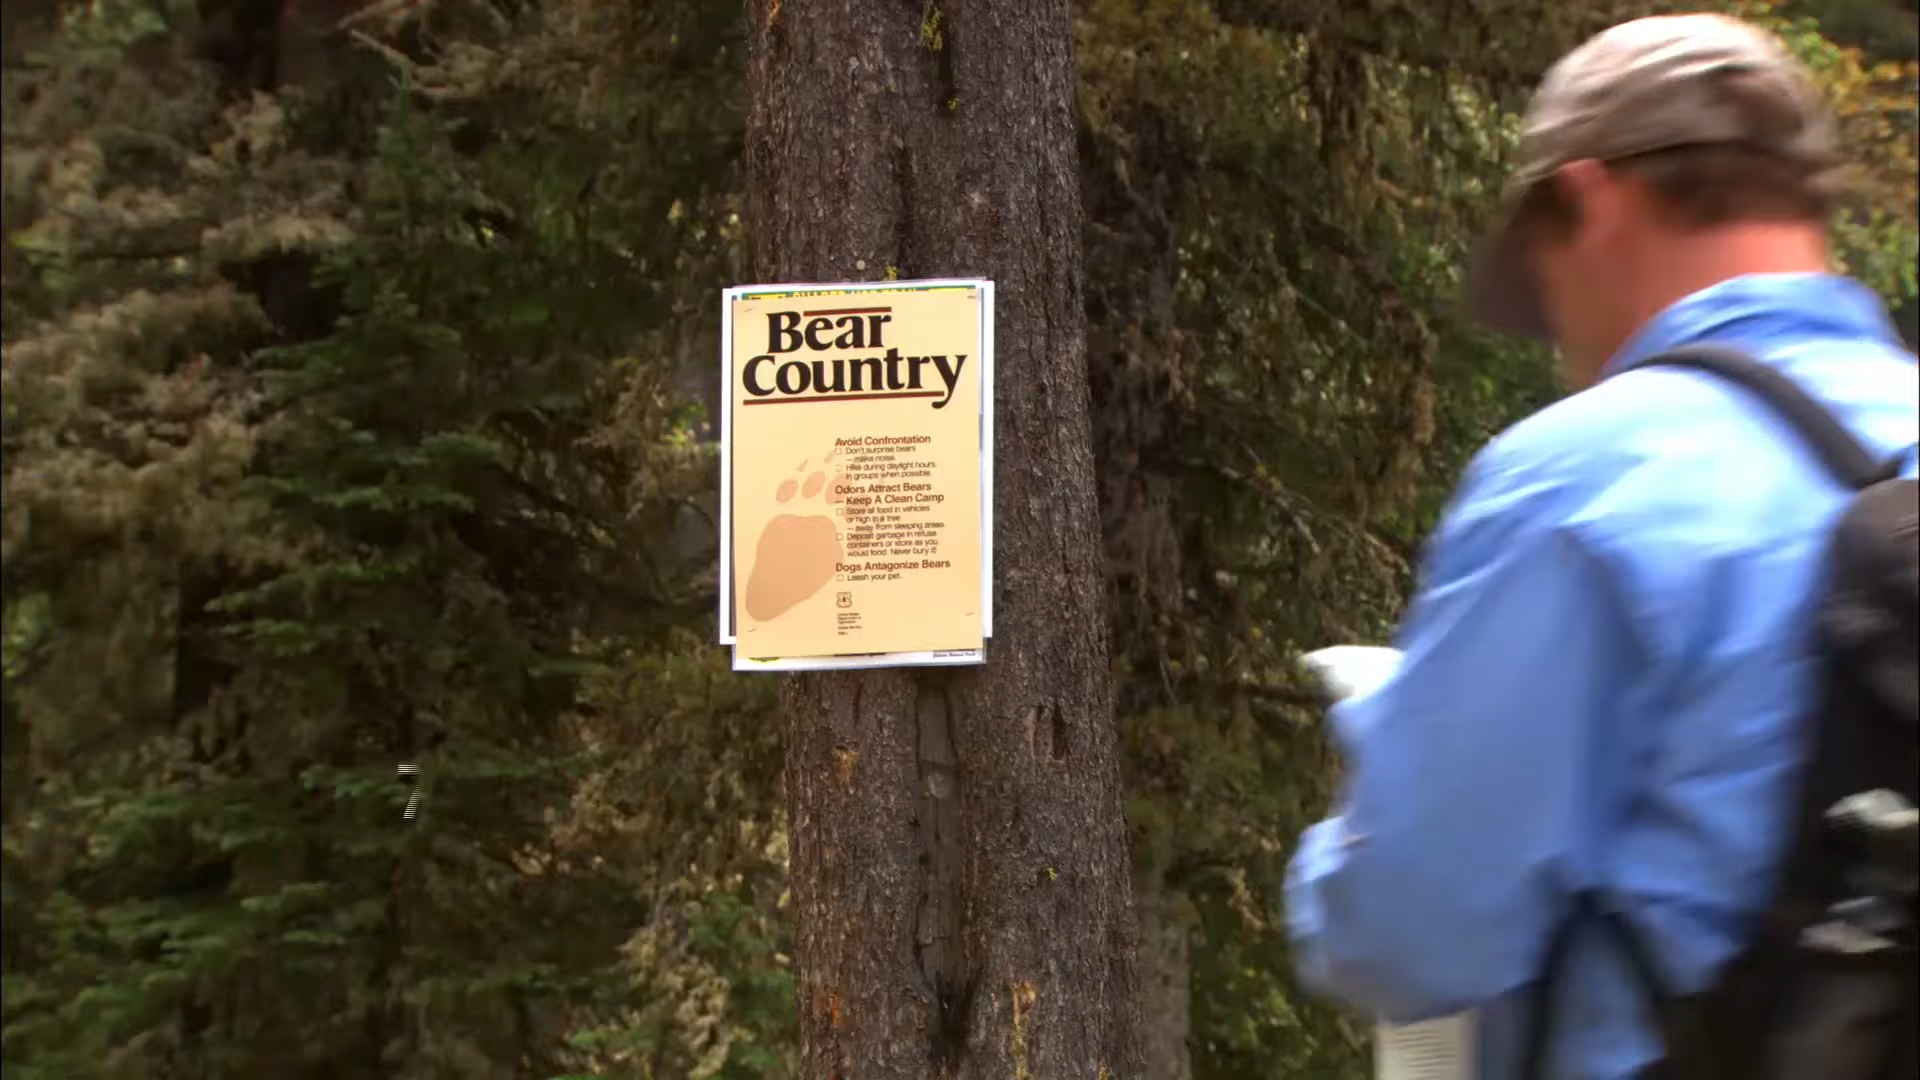 Bear
Country
Avoid Confrontation
Don't surprise bears
— make noise.
Hike during daylight hours,
in groups when possible.
Odors Attract Bears
— Keep A Clean Camp
Store all food in vehicles
or high in a tree
— away from sleeping areas.
Deposit garbage in refuse
containers or store as you
would food. Never bury it!
Dogs Antagonize Bears
Leash your pet.
7